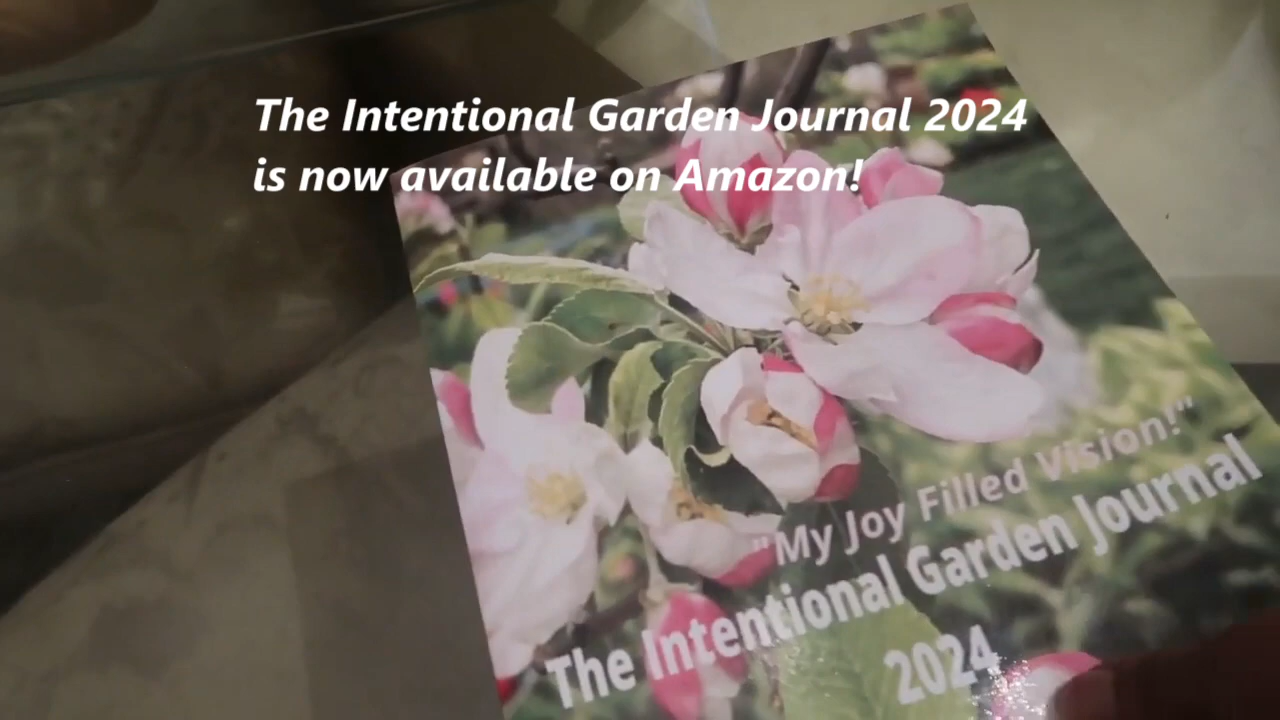 The Intentional Garden Journal 2024
is now available on Amazon!
"My Joy Filled Vision!"
The Intentional Garden Journal
2024